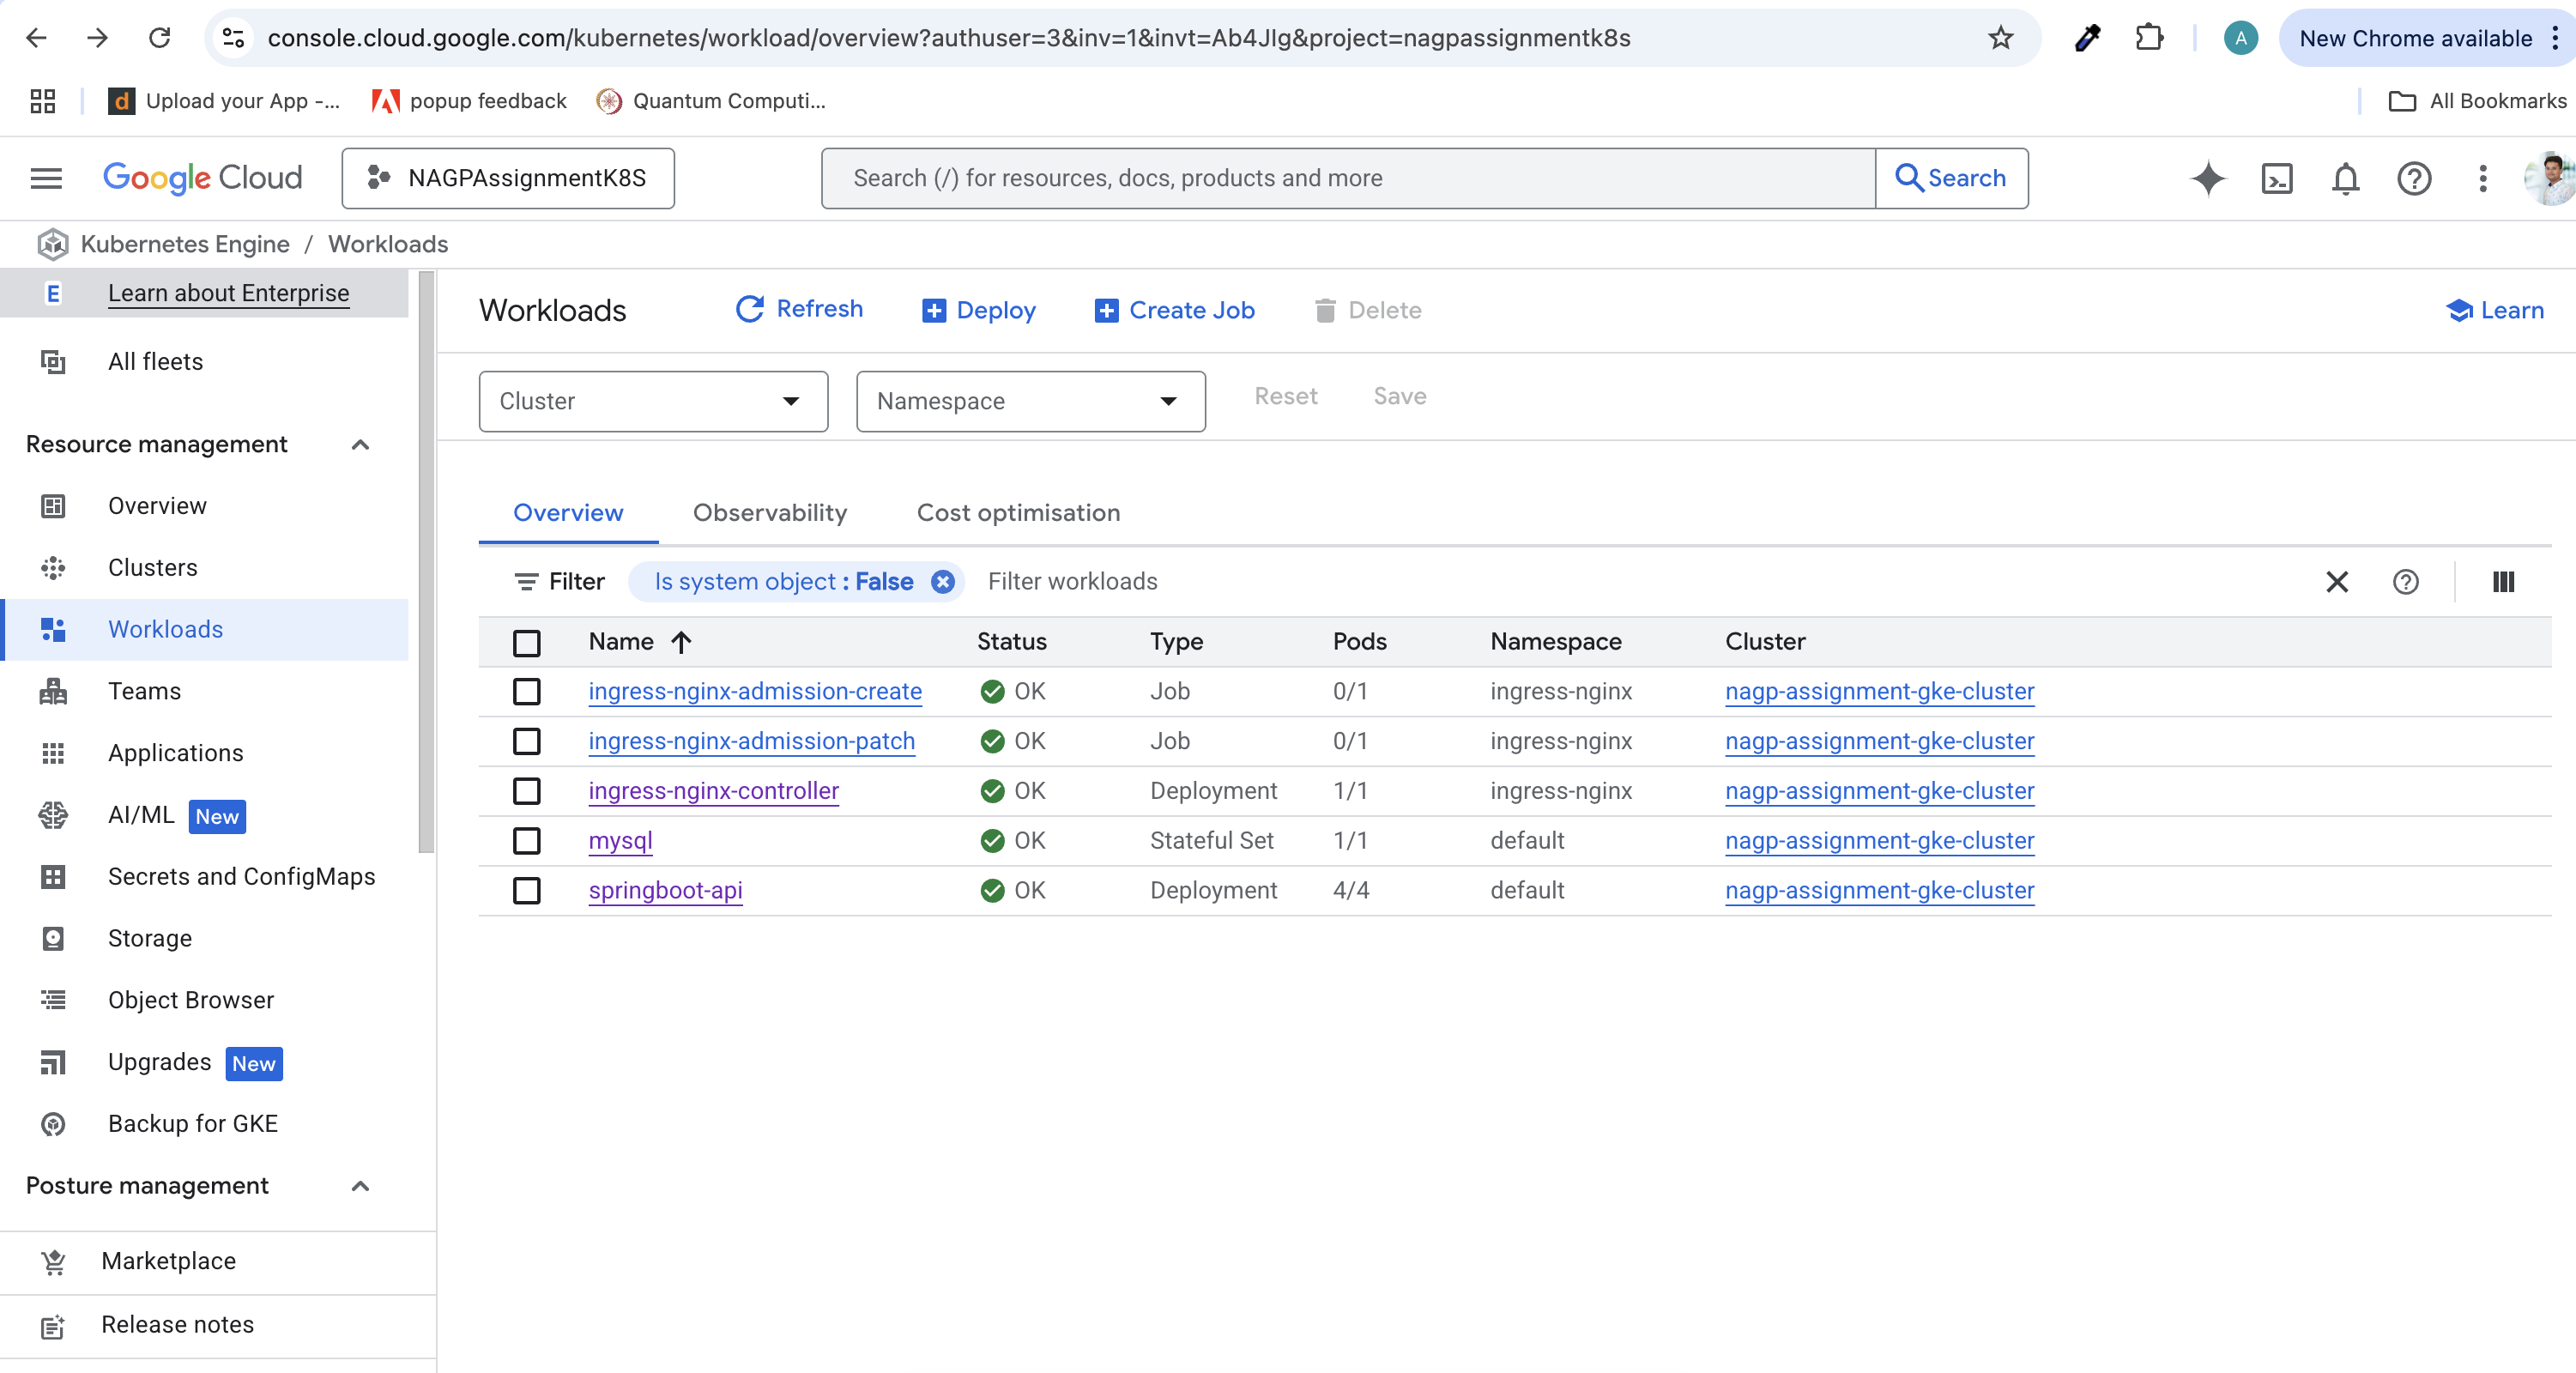 console.cloud.google.com/kubernetes/workload/overview?authuser=3&inv=1&invt=Ab4JIg&project=nagpassignmentk8s
A
New Chrome available
d Upload your App -...
popup feedback
Quantum Computi...
All Bookmarks
Google Cloud
NAGPAssignmentK8S
Search (/) for resources, docs, products and more
Search
Kubernetes Engine / Workloads
E Learn about Enterprise
All fleets
Resource management
Overview
Clusters
Workloads
Teams
Applications
AI/ML New
Secrets and ConfigMaps
Storage
Object Browser
Upgrades New
Backup for GKE
Posture management
Marketplace
Release notes
Workloads
Refresh
Deploy
Create Job
Delete
Learn
Cluster
Namespace
Reset
Save
Overview
Observability
Cost optimisation
Filter Is system object : False Filter workloads
Name Status Type Pods Namespace Cluster
ingress-nginx-admission-create OK Job 0/1 ingress-nginx nagp-assignment-gke-cluster
ingress-nginx-admission-patch OK Job 0/1 ingress-nginx nagp-assignment-gke-cluster
ingress-nginx-controller OK Deployment 1/1 ingress-nginx nagp-assignment-gke-cluster
mysql OK Stateful Set 1/1 default nagp-assignment-gke-cluster
springboot-api OK Deployment 4/4 default nagp-assignment-gke-cluster